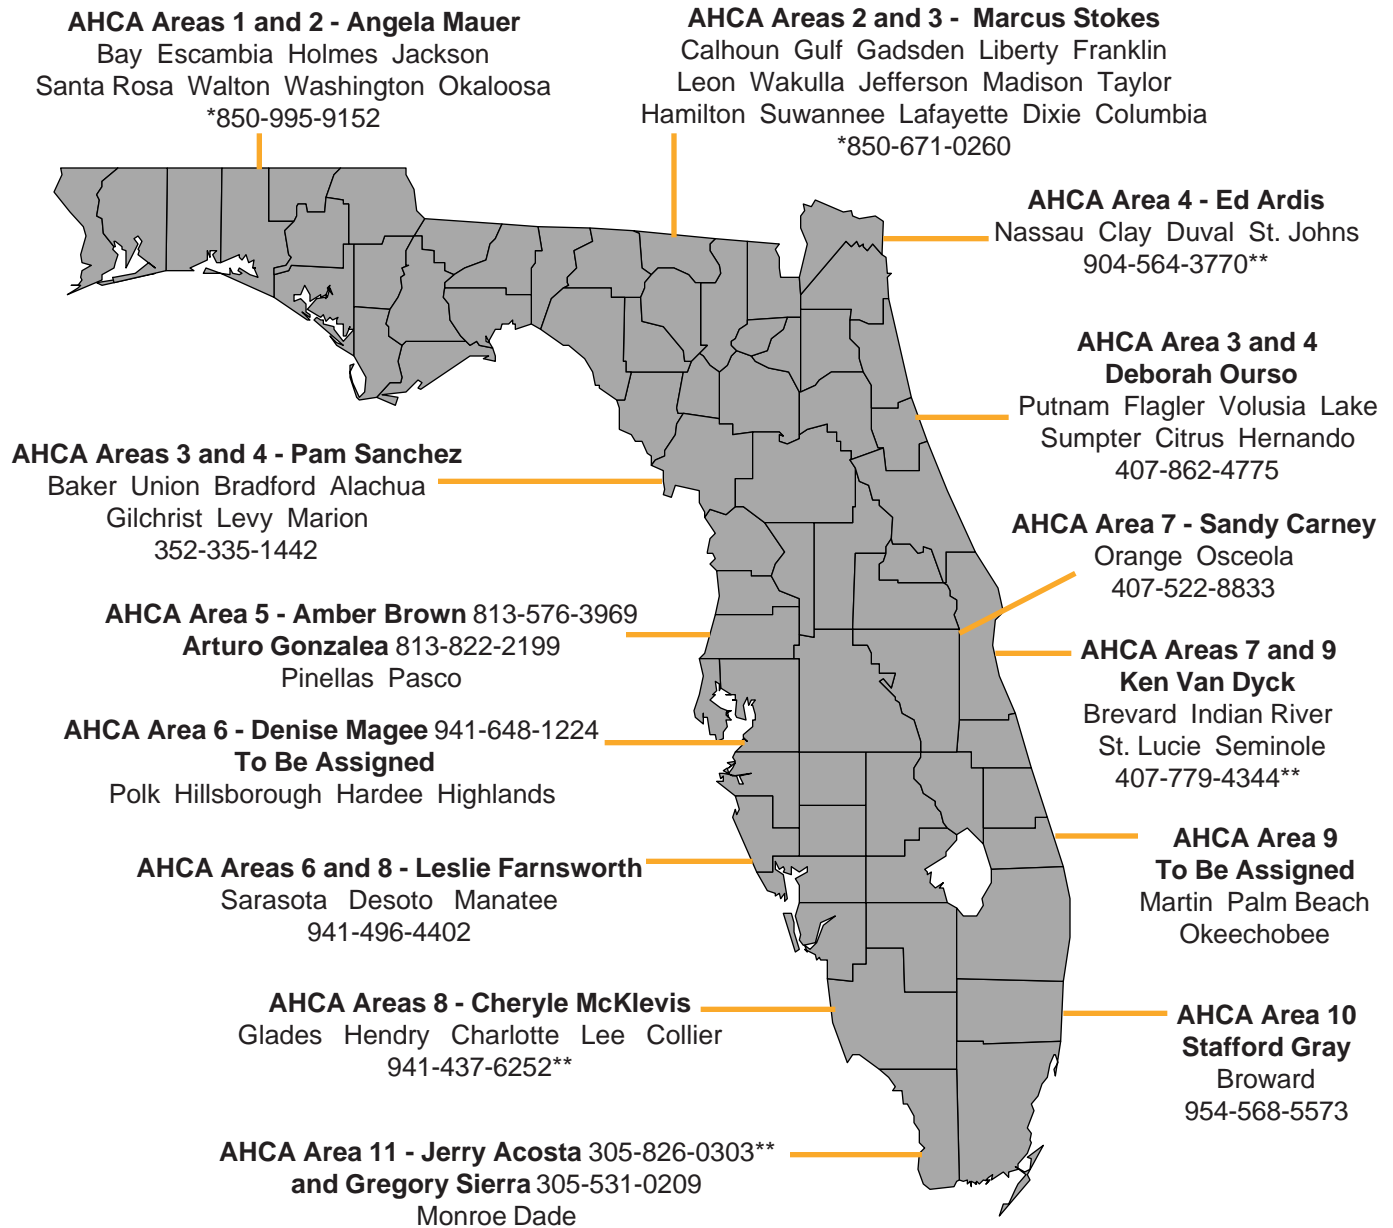 AHCA Areas 1 and 2 - Angela Mauer
Bay Escambia Holmes Jackson
Santa Rosa Walton Washington Okaloosa
*850-995-9152
AHCA Areas 2 and 3 - Marcus Stokes
Calhoun Gulf Gadsden Liberty Franklin
Leon Wakulla Jefferson Madison Taylor
Hamilton Suwannee Lafayette Dixie Columbia
*850-671-0260
AHCA Area 4 - Ed Ardis
Nassau Clay Duval St. Johns
904-564-3770**
AHCA Area 3 and 4
Deborah Ourso
Putnam Flagler Volusia Lake
Sumpter Citrus Hernando
407-862-4775
AHCA Areas 3 and 4 - Pam Sanchez
Baker Union Bradford Alachua
Gilchrist Levy Marion
352-335-1442
AHCA Area 7 - Sandy Carney
Orange Osceola
407-522-8833
AHCA Area 5 - Amber Brown 813-576-3969
Arturo Gonzalea 813-822-2199
Pinellas Pasco
AHCA Areas 7 and 9
Ken Van Dyck
Brevard Indian River
St. Lucie Seminole
407-779-4344**
AHCA Area 6 - Denise Magee 941-648-1224
To Be Assigned
Polk Hillsborough Hardee Highlands
AHCA Area 9
To Be Assigned
Martin Palm Beach
Okeechobee
AHCA Areas 6 and 8 - Leslie Farnsworth
Sarasota Desoto Manatee
941-496-4402
AHCA Areas 8 - Cheryle McKlevis
Glades Hendry Charlotte Lee Collier
941-437-6252**
AHCA Area 10
Stafford Gray
Broward
954-568-5573
AHCA Area 11 - Jerry Acosta 305-826-0303**
and Gregory Sierra 305-531-0209
Monroe Dade